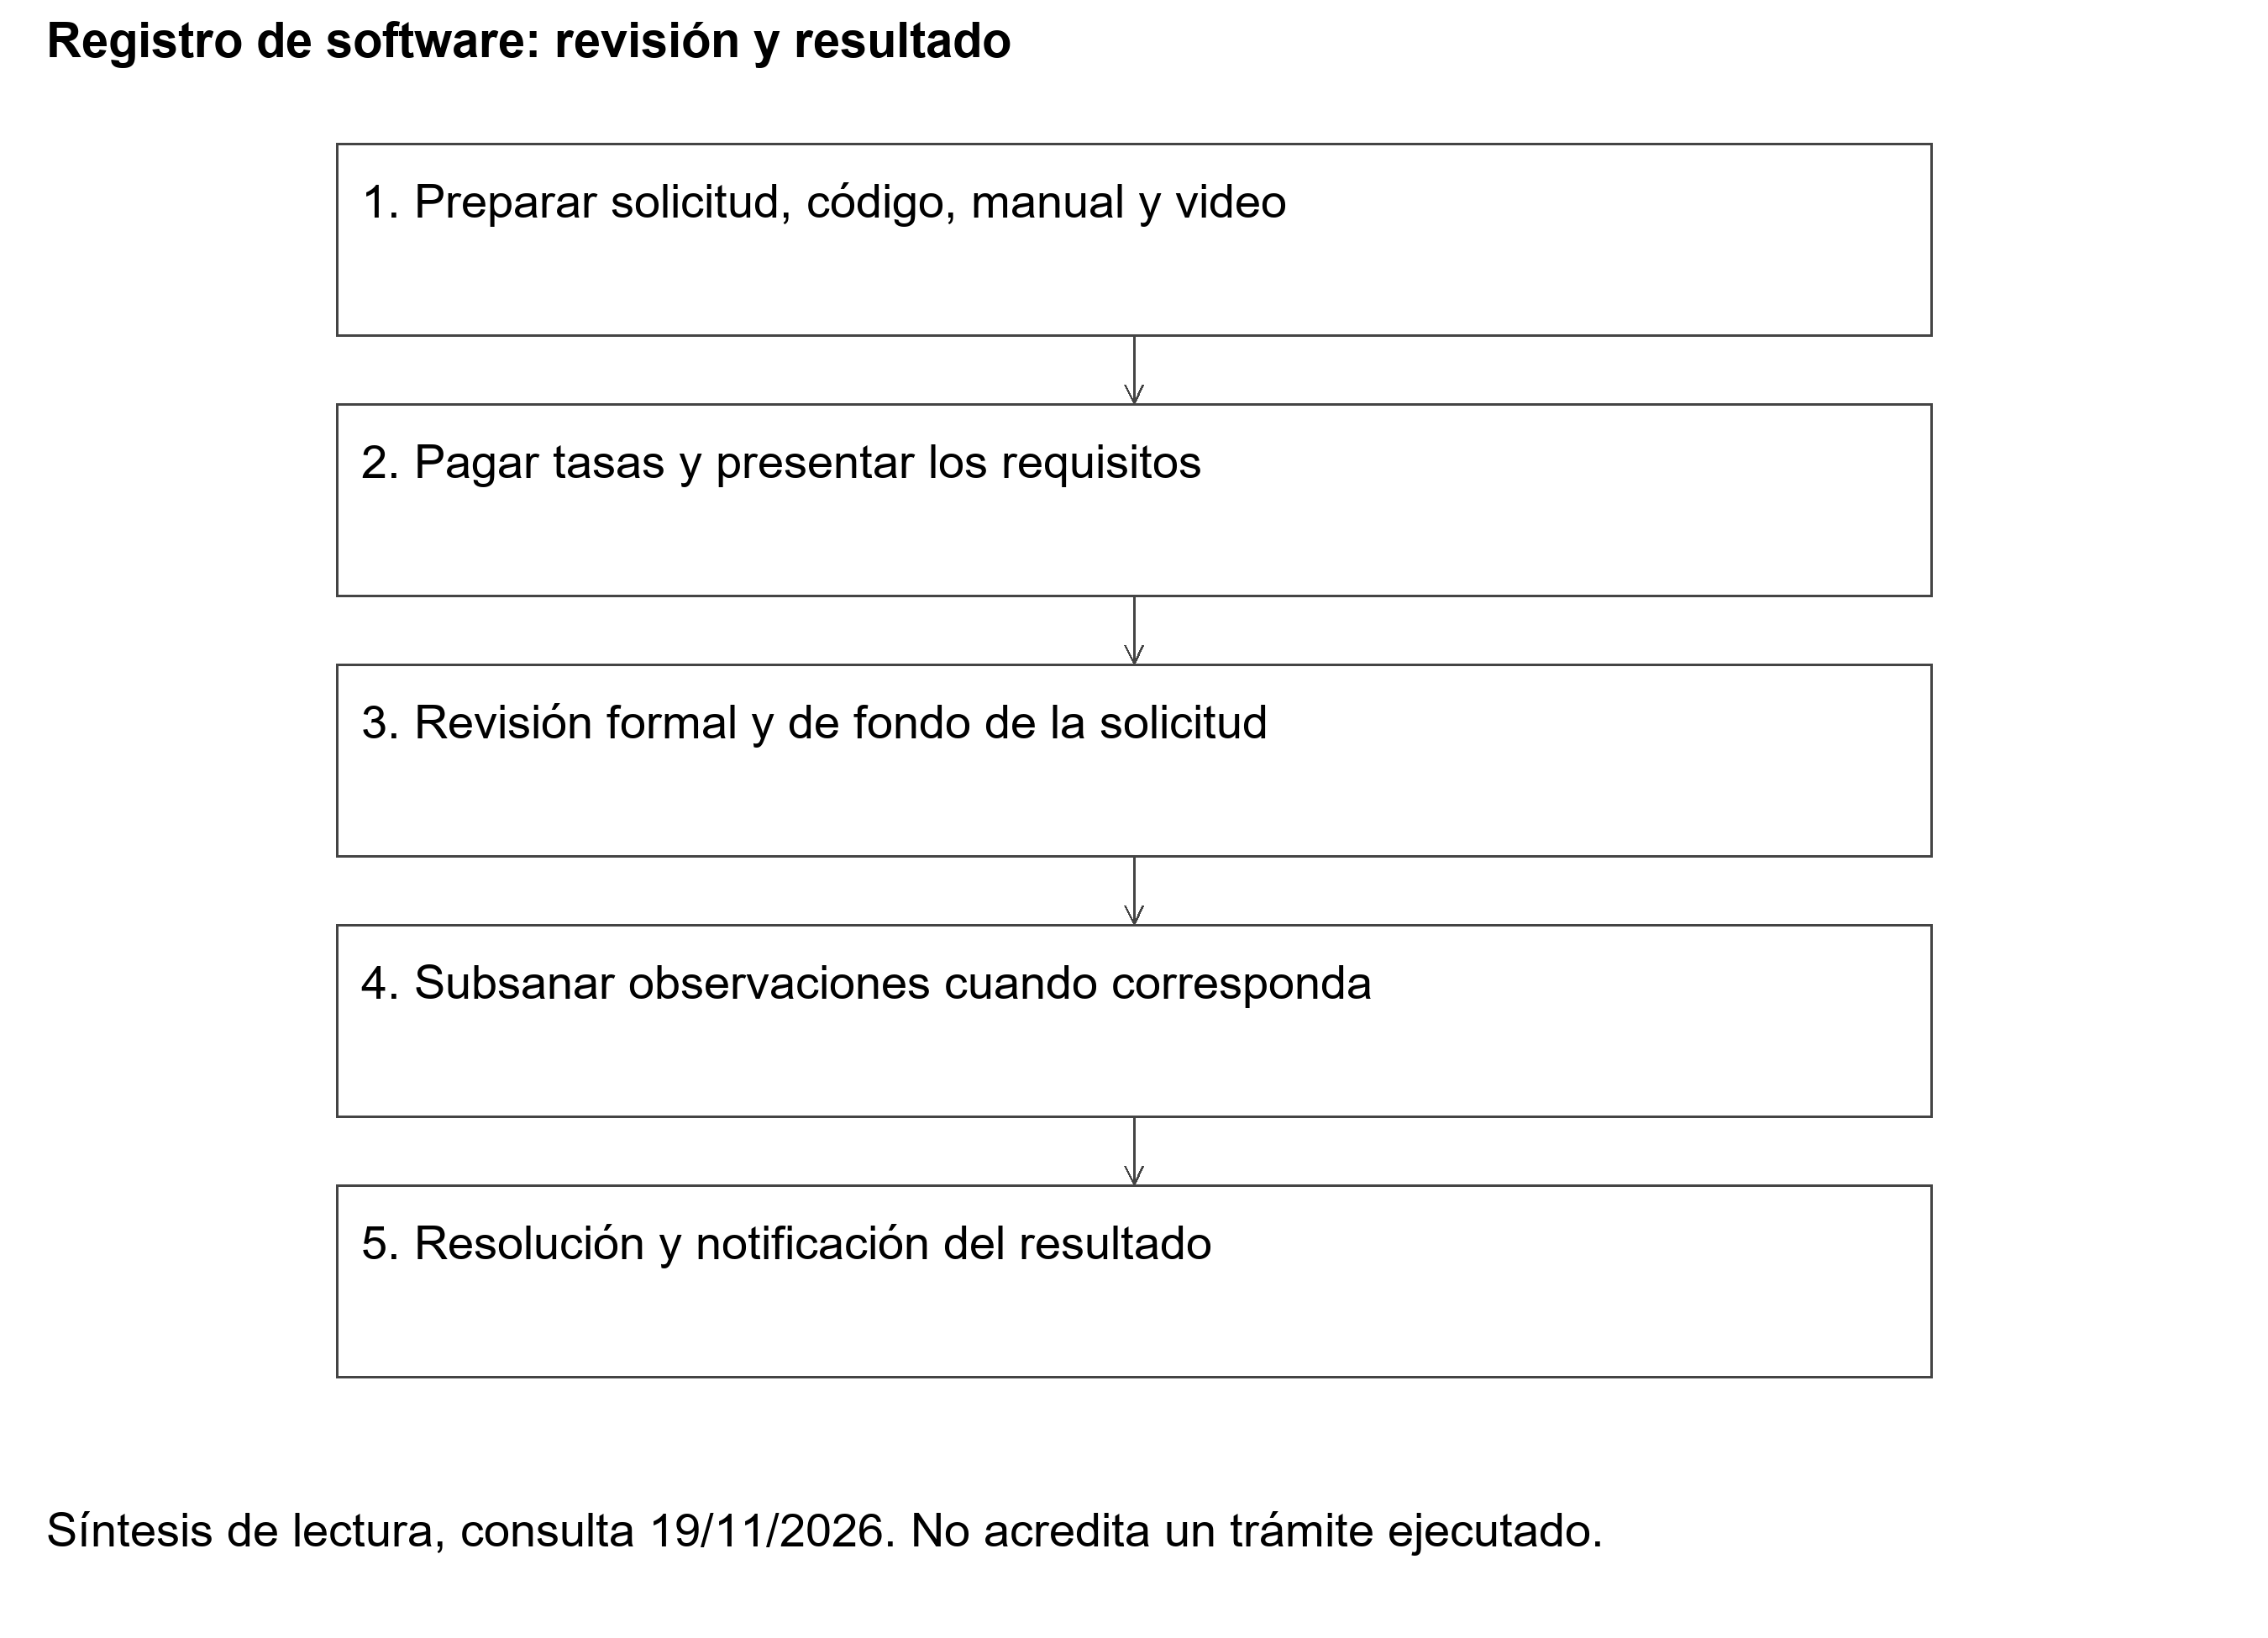 Registro de software: revisión y resultado
1. Preparar solicitud, código, manual y video
2. Pagar tasas y presentar los requisitos
3. Revisión formal y de fondo de la solicitud
4. Subsanar observaciones cuando corresponda
5. Resolución y notificación del resultado
Síntesis de lectura, consulta 19/11/2026. No acredita un trámite ejecutado.